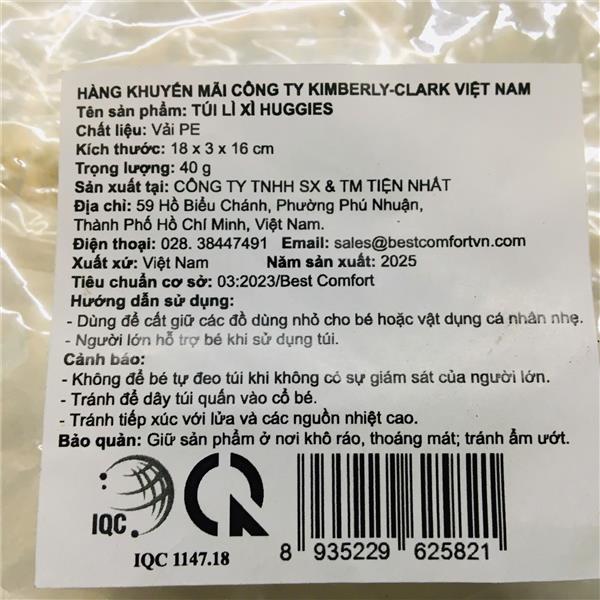 HÀNG KHUYẾN MÃI CÔNG TY KIMBERLY-CLARK VIỆT NAM
Tên sản phẩm: TÚI LÌ XÌ HUGGIES
Chất liệu: Vải PE
Kích thước: 18 x 3 x 16 cm
Trọng lượng: 40 g
Sản xuất tại: CÔNG TY TNHH SX & TM TIỆN NHẤT
Địa chỉ: 59 Hồ Biểu Chánh, Phường Phú Nhuận,
Thành Phố Hồ Chí Minh, Việt Nam.
Điện thoại: 028. 38447491 Email: sales@bestcomfortvn.com
Xuất xứ: Việt Nam Năm sản xuất: 2025
Tiêu chuẩn cơ sở: 03:2023/Best Comfort
Hướng dẫn sử dụng:
- Dùng để cất giữ các đồ dùng nhỏ cho bé hoặc vật dụng cá nhân nhẹ.
- Người lớn hỗ trợ bé khi sử dụng túi.
Cảnh báo:
- Không để bé tự đeo túi khi không có sự giám sát của người lớn.
- Tránh để dây túi quấn vào cổ bé.
- Tránh tiếp xúc với lửa và các nguồn nhiệt cao.
Bảo quản: Giữ sản phẩm ở nơi khô ráo, thoáng mát; tránh ẩm ướt.
IQC
IQC 1147.18
8 935229 625821